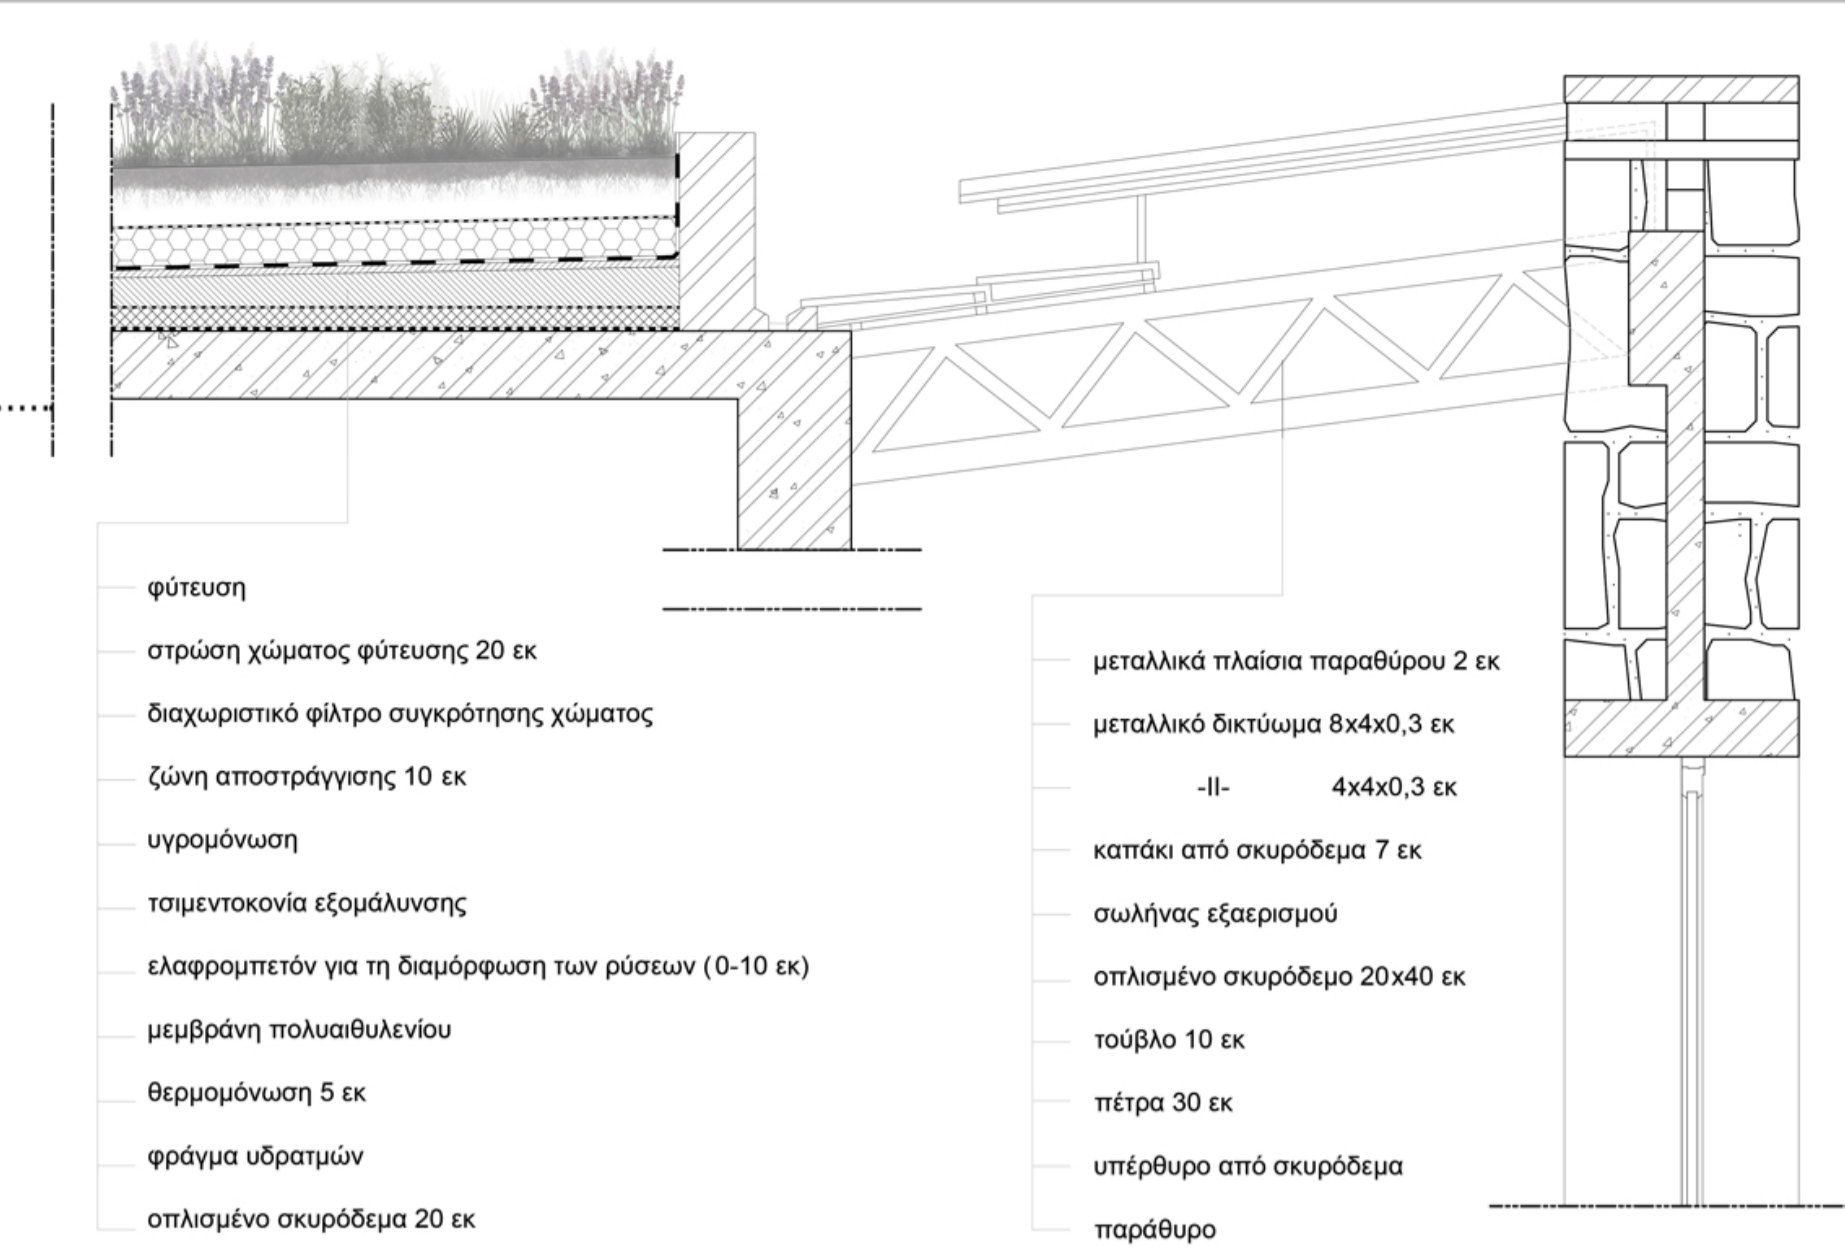 φύτευση
στρώση χώματος φύτευσης 20 εκ
διαχωριστικό φίλτρο συγκρότησης χώματος
ζώνη αποστράγγισης 10 εκ
υγρομόνωση
τσιμεντοκονία εξομάλυνσης
ελαφρομπετόν για τη διαμόρφωση των ρύσεων (0-10 εκ)
μεμβράνη πολυαιθυλενίου
θερμομόνωση 5 εκ
φράγμα υδρατμών
οπλισμένο σκυρόδεμα 20 εκ
μεταλλικά πλαίσια παραθύρου 2 εκ
μεταλλικό δικτύωμα 8x4x0,3 εκ
-II- 4x4x0,3 εκ
καπάκι από σκυρόδεμα 7 εκ
σωλήνας εξαερισμού
οπλισμένο σκυρόδεμο 20x40 εκ
τούβλο 10 εκ
πέτρα 30 εκ
υπέρθυρο από σκυρόδεμα
παράθυρο